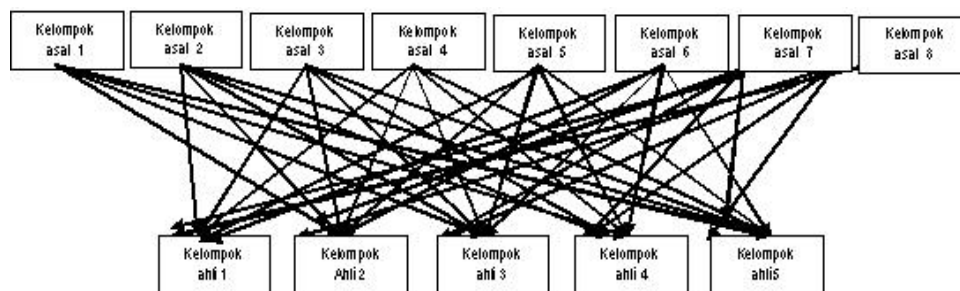 Kelompok
asal 1
Kelompok
asal 2
Kelompok
asal 3
Kelompok
asal 4
Kelompok
asal 5
Kelompok
asal 6
Kelompok
asal 7
Kelompok
asal 8
Kelompok
ahli 1
Kelompok
Ahli 2
Kelompok
ahli 3
Kelompok
ahli 4
Kelompok
ahli5